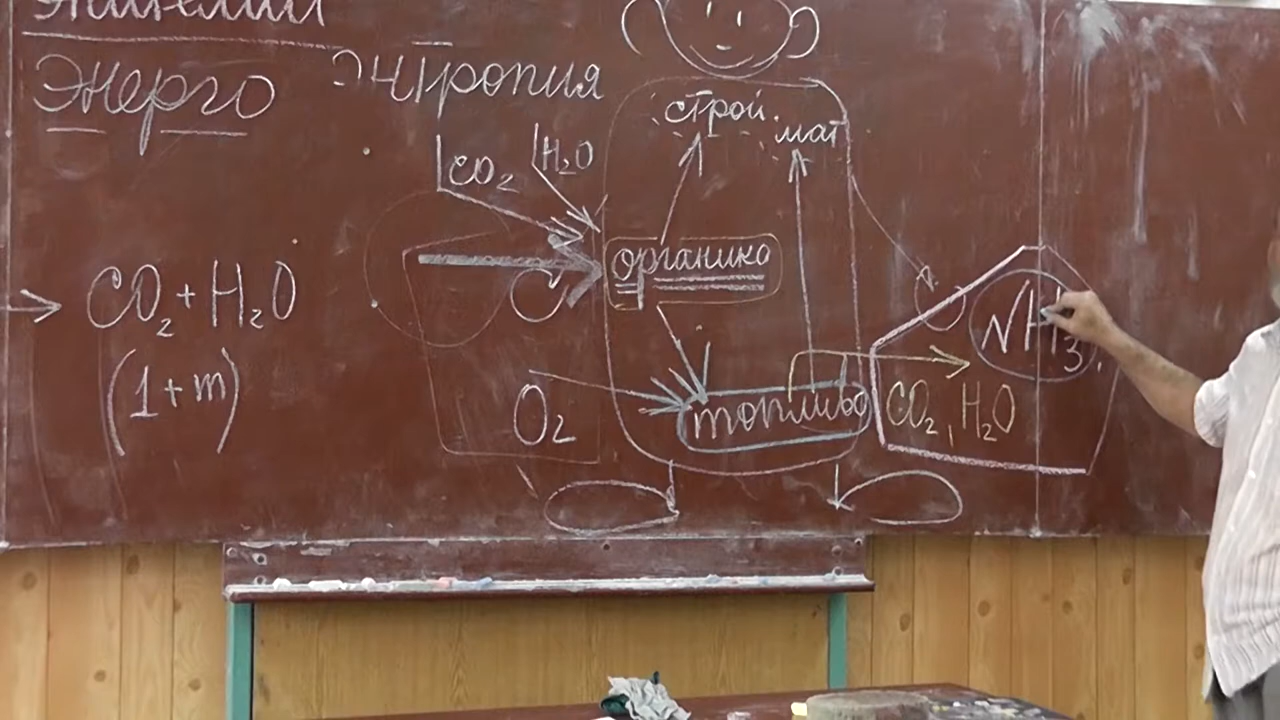 Энерго Энтропия
строй.
мат
CO₂ H₂O
органика
CO₂ + H₂O
(1+m)
O₂ топливо CO₂, H₂O
NH₃,